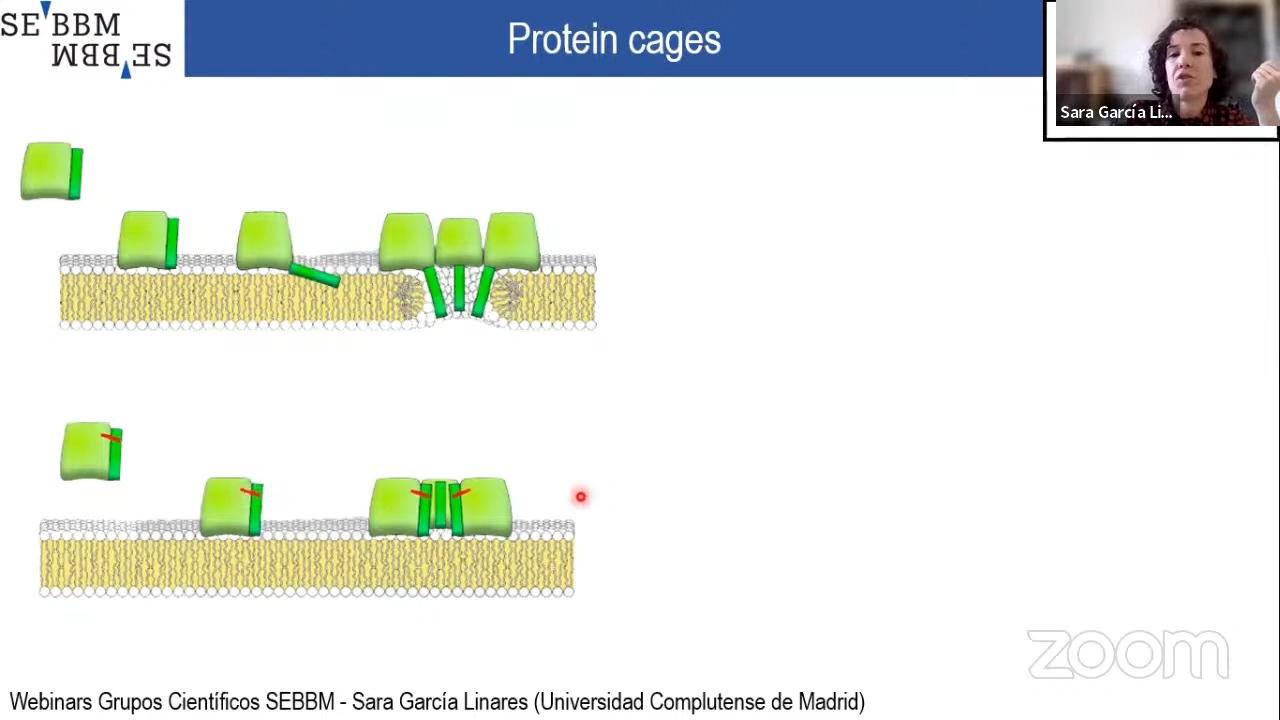 SE BBM
SE BBM
Protein cages
Sara García Li...
zoom
Webinars Grupos Científicos SEBBM - Sara García Linares (Universidad Complutense de Madrid)